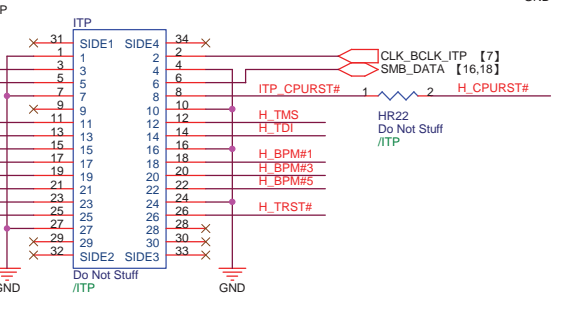 P
GND
ITP
31 SIDE1 SIDE4 34
1 1 2 2
3 3 4 4
5 5 6 6
7 7 8 8
9 9 10 10
11 11 12 12
13 13 14 14
15 15 16 16
17 17 18 18
19 19 20 20
21 21 22 22
23 23 24 24
25 25 26 26
27 27 28 28
29 29 30 30
32 SIDE2 SIDE3 33
Do Not Stuff
/ITP
CLK_BCLK_ITP 【7】
SMB_DATA 【16,18】
ITP_CPURST# 1 2 H_CPURST#
HR22
Do Not Stuff
/ITP
H_TMS
H_TDI
H_BPM#1
H_BPM#3
H_BPM#5
H_TRST#
GND
GND